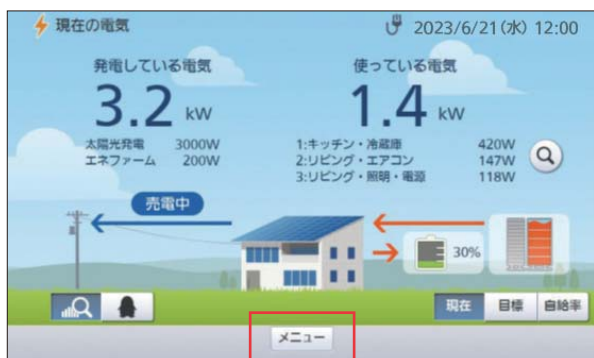 現在の電気
2023/6/21(水) 12:00
発電している電気
3.2 kW
太陽光発電 3000W
エネファーム 200W
使っている電気
1.4 kW
1:キッチン・冷蔵庫 420W
2:リビング・エアコン 147W
3:リビング・照明・電源 118W
売電中
30%
現在 目標 自給率
メニュー